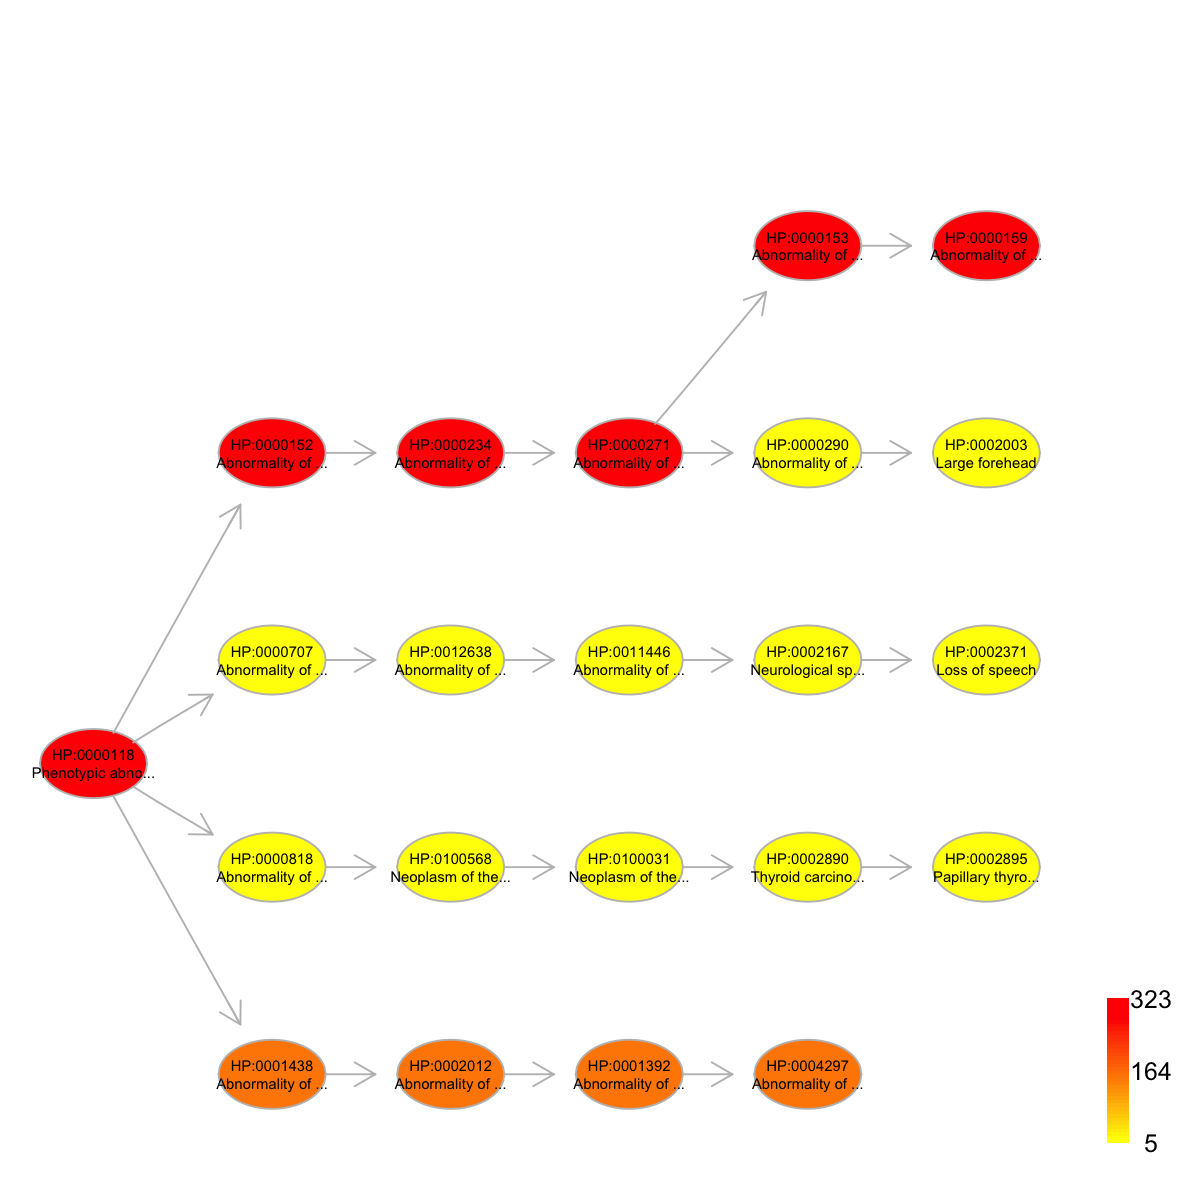 HP:0000153
Abnormality of ...
HP:0000159
Abnormality of ...
HP:0000152
Abnormality of ...
HP:0000234
Abnormality of ...
HP:0000271
Abnormality of ...
HP:0000290
Abnormality of ...
HP:0002003
Large forehead
HP:0000707
Abnormality of ...
HP:0012638
Abnormality of ...
HP:0011446
Abnormality of ...
HP:0002167
Neurological sp...
HP:0002371
Loss of speech
HP:0000118
Phenotypic abno...
HP:0000818
Abnormality of ...
HP:0100568
Neoplasm of the...
HP:0100031
Neoplasm of the...
HP:0002890
Thyroid carcino...
HP:0002895
Papillary thyro...
HP:0001438
Abnormality of ...
HP:0002012
Abnormality of ...
HP:0001392
Abnormality of ...
HP:0004297
Abnormality of ...
323
164
5